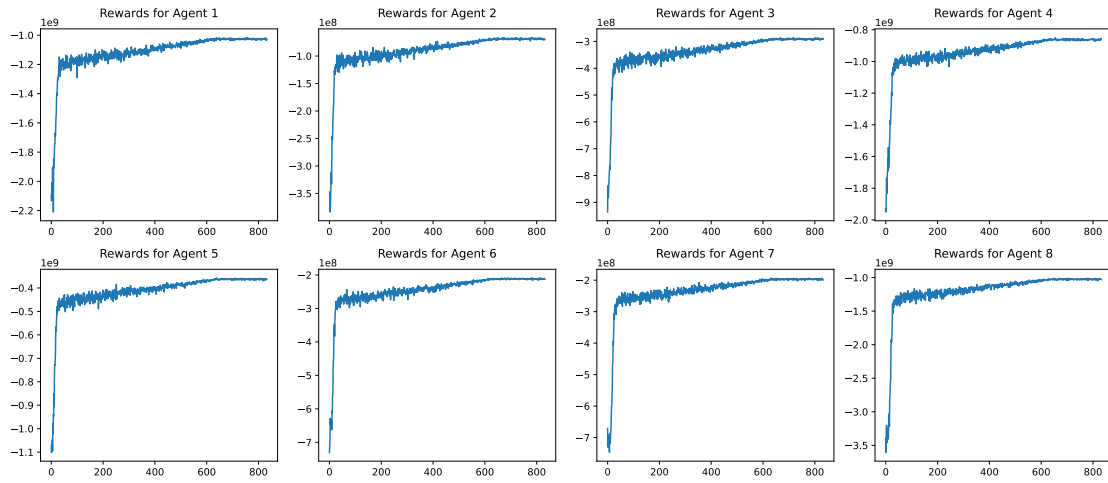 Rewards for Agent 1
1e9
−1.0
−1.2
−1.4
−1.6
−1.8
−2.0
−2.2
0 200 400 600 800
Rewards for Agent 2
1e8
−1.0
−1.5
−2.0
−2.5
−3.0
−3.5
0 200 400 600 800
Rewards for Agent 3
1e8
−3
−4
−5
−6
−7
−8
−9
0 200 400 600 800
Rewards for Agent 4
1e9
−0.8
−1.0
−1.2
−1.4
−1.6
−1.8
−2.0
0 200 400 600 800
Rewards for Agent 5
1e9
−0.4
−0.5
−0.6
−0.7
−0.8
−0.9
−1.0
−1.1
0 200 400 600 800
Rewards for Agent 6
1e8
−2
−3
−4
−5
−6
−7
0 200 400 600 800
Rewards for Agent 7
1e8
−2
−3
−4
−5
−6
−7
0 200 400 600 800
Rewards for Agent 8
1e9
−1.0
−1.5
−2.0
−2.5
−3.0
−3.5
0 200 400 600 800